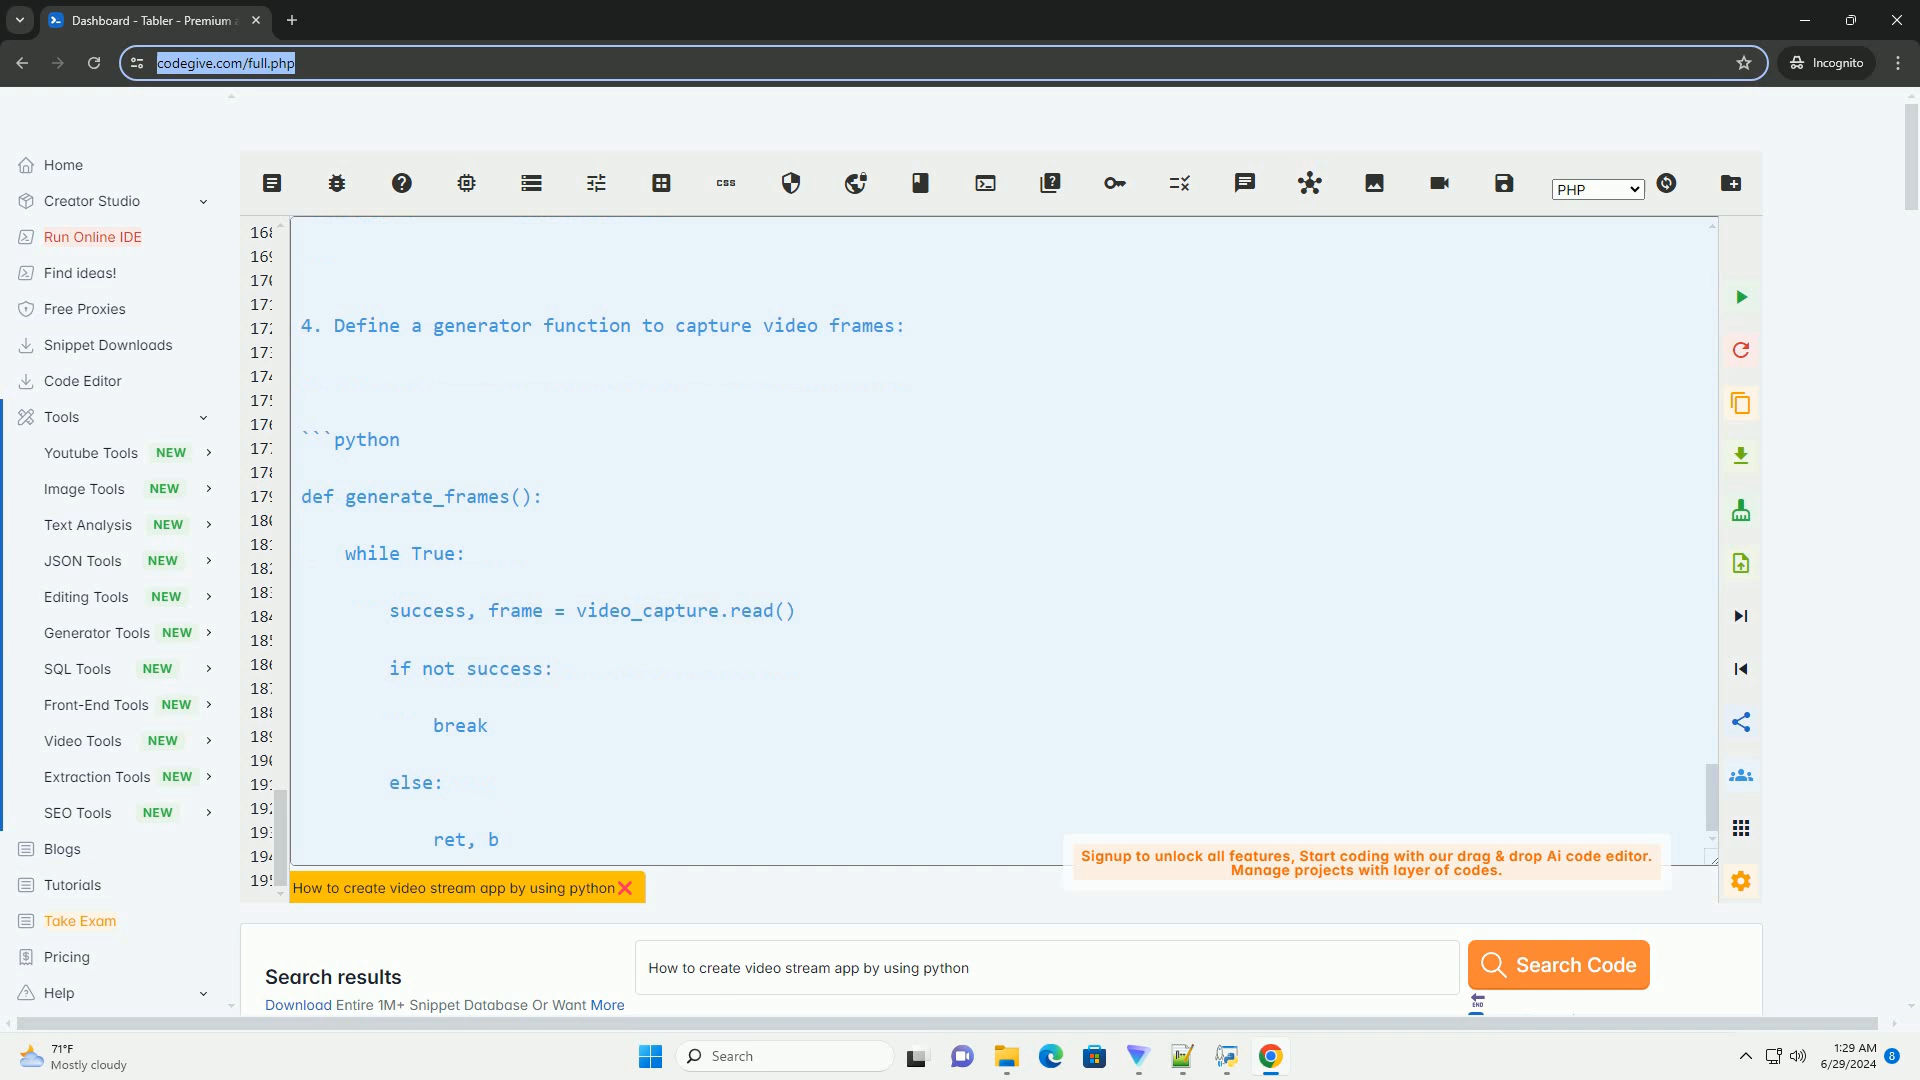 Dashboard - Tabler - Premium
codegive.com/full.php
Incognito
Home
Creator Studio
Run Online IDE
Find ideas!
Free Proxies
Snippet Downloads
Code Editor
Tools
Youtube Tools NEW
Image Tools NEW
Text Analysis NEW
JSON Tools NEW
Editing Tools NEW
Generator Tools NEW
SQL Tools NEW
Front-End Tools NEW
Video Tools NEW
Extraction Tools NEW
SEO Tools NEW
Blogs
Tutorials
Take Exam
Pricing
Help
CSS
PHP
4. Define a generator function to capture video frames:
```python
def generate_frames():
while True:
success, frame = video_capture.read()
if not success:
break
else:
ret, b
Signup to unlock all features, Start coding with our drag & drop Ai code editor.
Manage projects with layer of codes.
How to create video stream app by using python
Search results
How to create video stream app by using python
Search Code
Download Entire 1M+ Snippet Database Or Want More
END
71°F
Mostly cloudy
Search
1:29 AM
6/29/2024
8